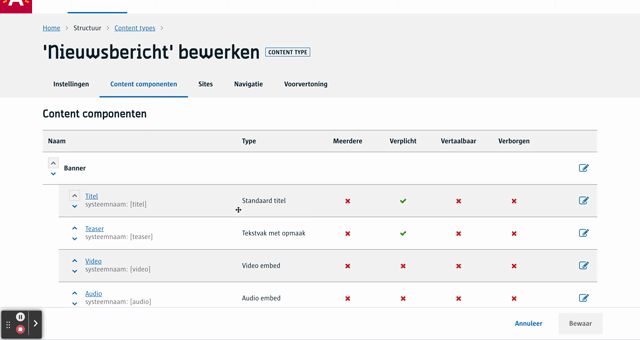 Home > Structuur > Content types >
'Nieuwsbericht' bewerken CONTENT TYPE
Instellingen Content componenten Sites Navigatie Voorvertoning
Content componenten
Naam Type Meerdere Verplicht Vertaalbaar Verborgen
Banner
Titel
systeemnaam: [titel]
Standaard titel
Teaser
systeemnaam: [teaser]
Tekstvak met opmaak
Video
systeemnaam: [video]
Video embed
Audio
systeemnaam: [audio]
Audio embed
Annuleer Bewaar